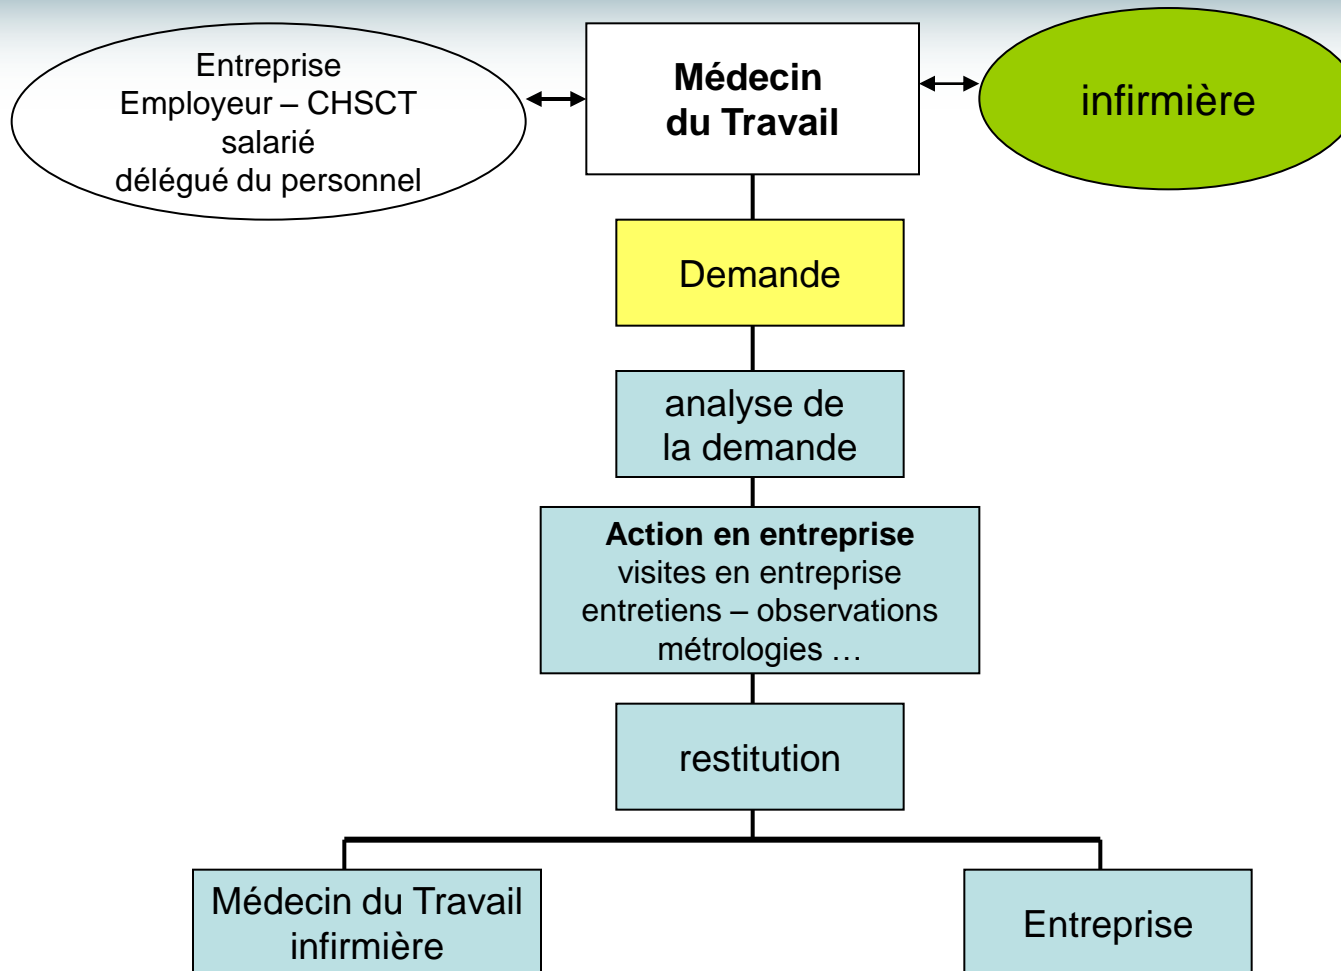 Entreprise
Employeur – CHSCT
salarié
délégué du personnel
Médecin
du Travail
infirmière
Demande
analyse de
la demande
Action en entreprise
visites en entreprise
entretiens – observations
métrologies …
restitution
Médecin du Travail
infirmière
Entreprise